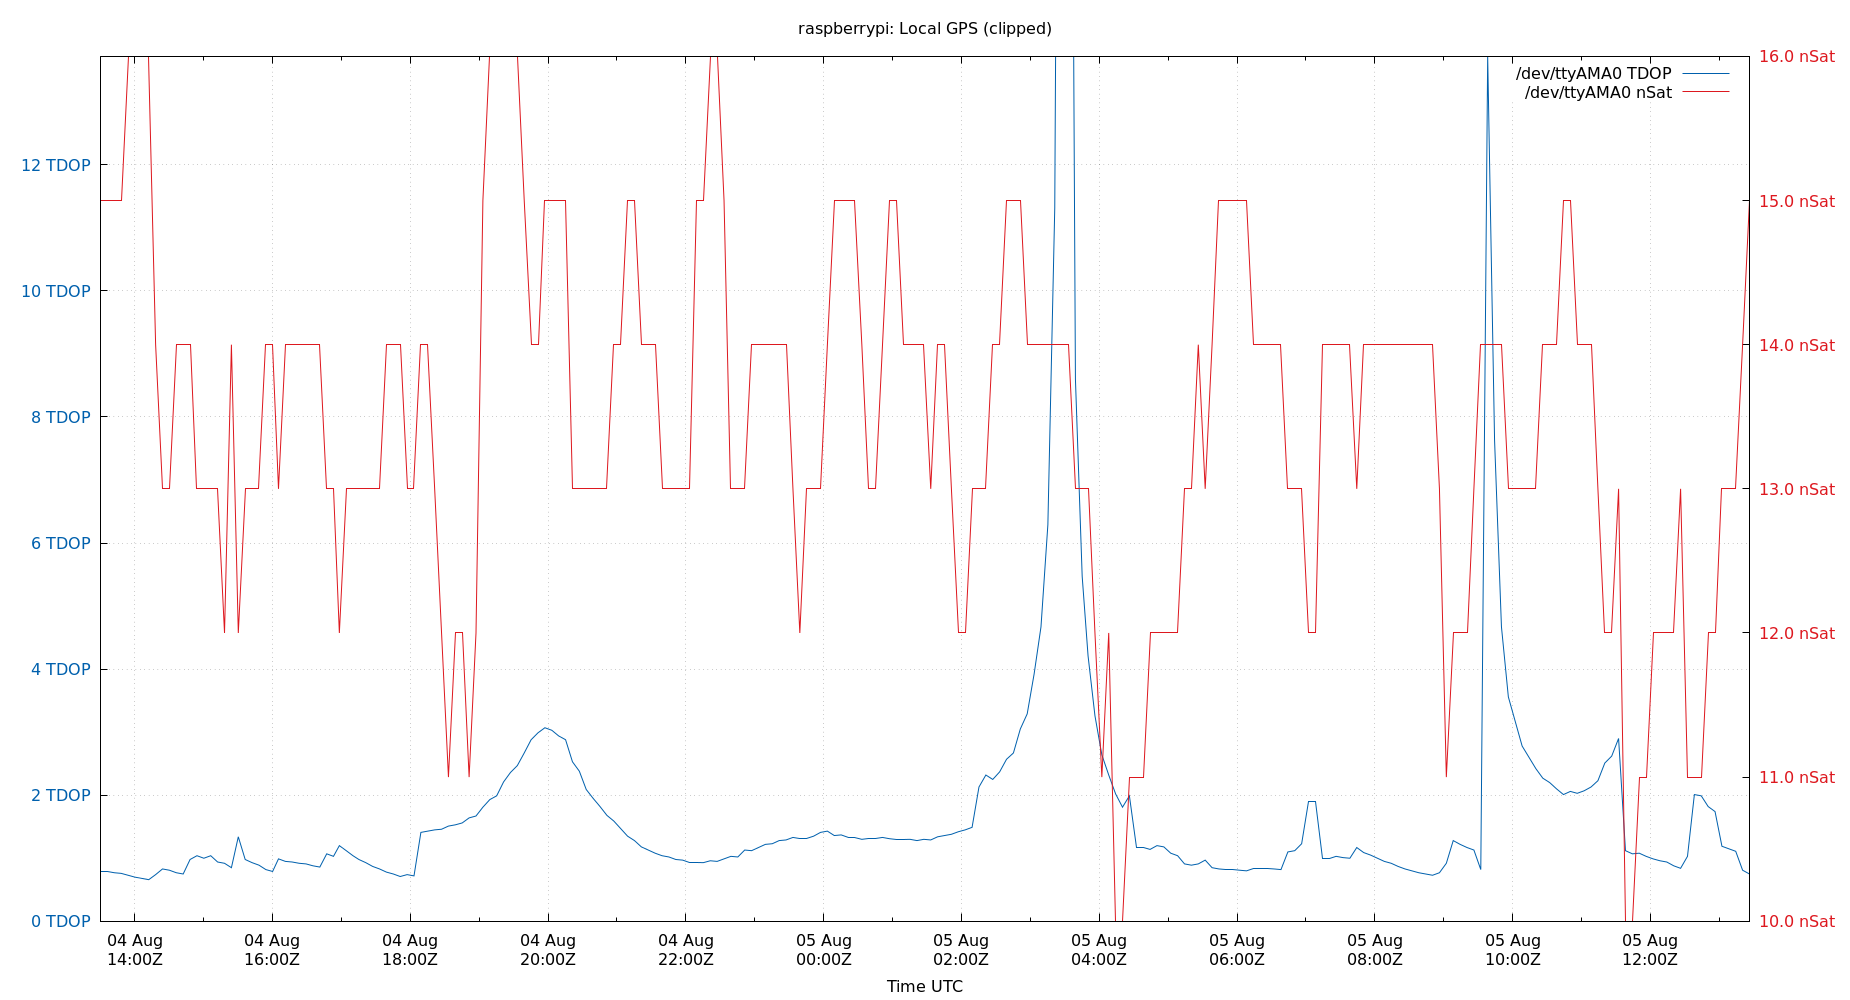 raspberrypi: Local GPS (clipped)
/dev/ttyAMA0 TDOP
/dev/ttyAMA0 nSat
12 TDOP
10 TDOP
8 TDOP
6 TDOP
4 TDOP
2 TDOP
0 TDOP
16.0 nSat
15.0 nSat
14.0 nSat
13.0 nSat
12.0 nSat
11.0 nSat
10.0 nSat
04 Aug
14:00Z
04 Aug
16:00Z
04 Aug
18:00Z
04 Aug
20:00Z
04 Aug
22:00Z
05 Aug
00:00Z
05 Aug
02:00Z
05 Aug
04:00Z
05 Aug
06:00Z
05 Aug
08:00Z
05 Aug
10:00Z
05 Aug
12:00Z
Time UTC